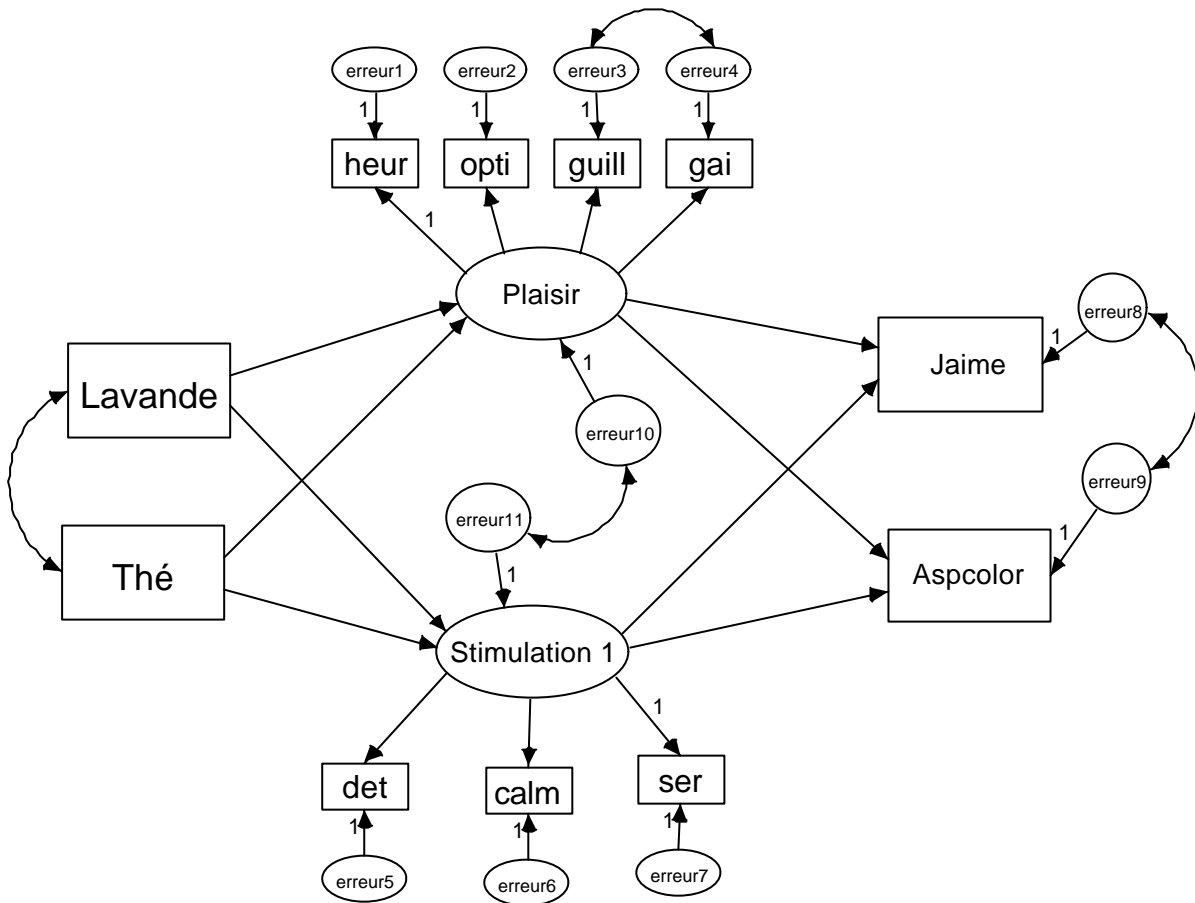 erreur1
erreur2
erreur3
erreur4
1
1
1
1
heur
opti
guill
gai
1
Plaisir
erreur8
1
Jaime
Lavande
1
erreur10
erreur9
erreur11
1
Thé
1
Aspcolor
Stimulation 1
1
det
calm
ser
1
1
1
erreur5
erreur6
erreur7